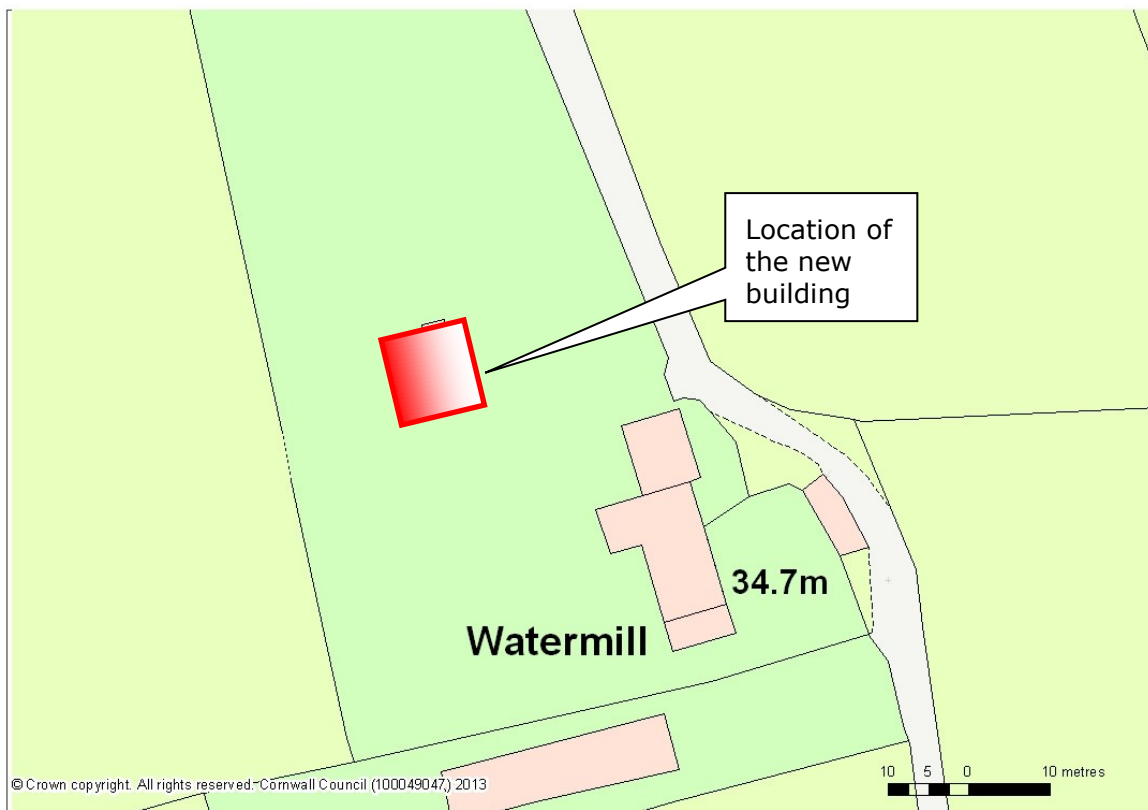 Location of
the new
building
34.7m
Watermill
10 5 0 10 metres
© Crown copyright. All rights reserved. Cornwall Council (100049047,) 2013